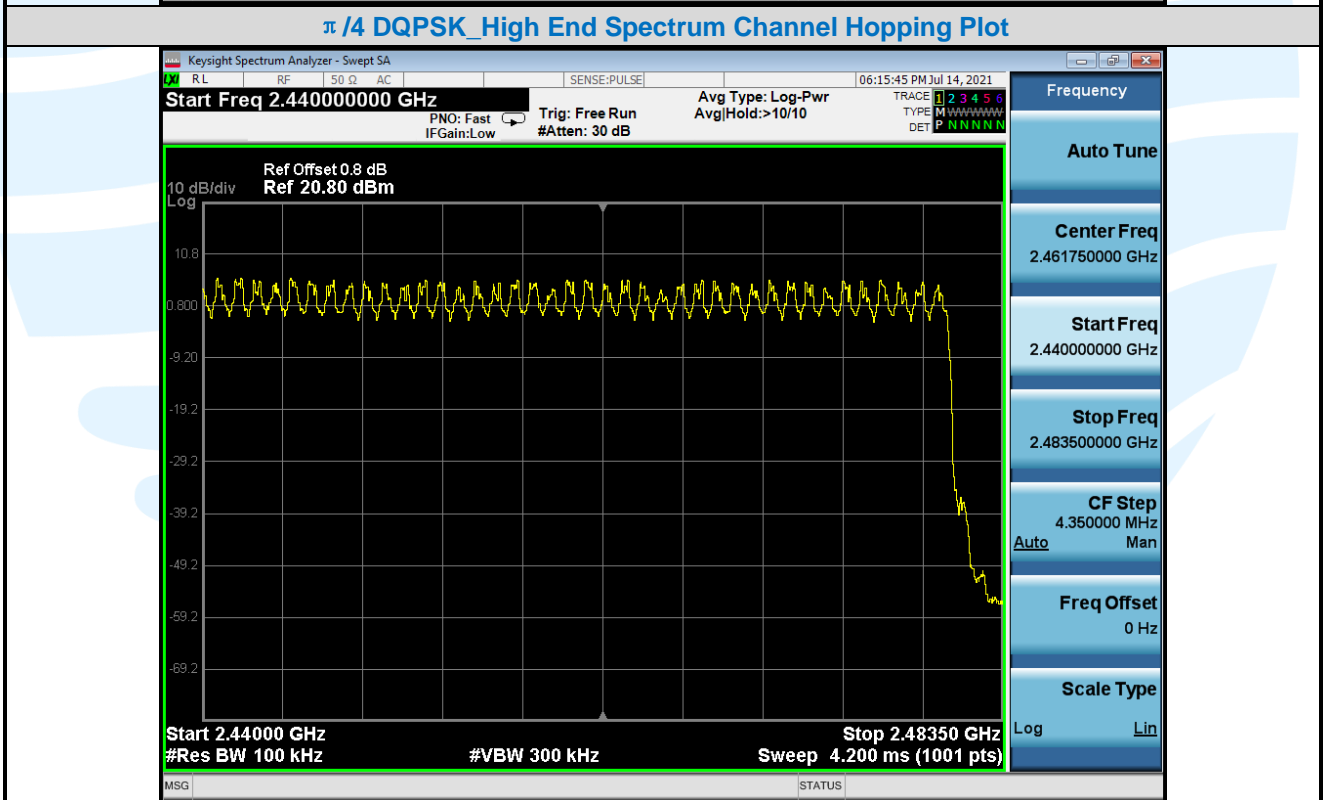 π/4 DQPSK_High End Spectrum Channel Hopping Plot
Keysight Spectrum Analyzer - Swept SA
LXI RL RF 50 Ω AC SENSE:PULSE 06:15:45 PM Jul 14, 2021
Start Freq 2.440000000 GHz
PNO: Fast
IFGain:Low
Trig: Free Run
#Atten: 30 dB
Avg Type: Log-Pwr
Avg|Hold:>10/10
TRACE 1 2 3 4 5 6
TYPE M W W W W W
DET P N N N N N
Ref Offset 0.8 dB
10 dB/div Ref 20.80 dBm
Log
10.8
0.800
-9.20
-19.2
-29.2
-39.2
-49.2
-59.2
-69.2
Start 2.44000 GHz Stop 2.48350 GHz
#Res BW 100 kHz #VBW 300 kHz Sweep 4.200 ms (1001 pts)
MSG STATUS
Frequency
Auto Tune
Center Freq
2.461750000 GHz
Start Freq
2.440000000 GHz
Stop Freq
2.483500000 GHz
CF Step
4.350000 MHz
Auto Man
Freq Offset
0 Hz
Scale Type
Log Lin